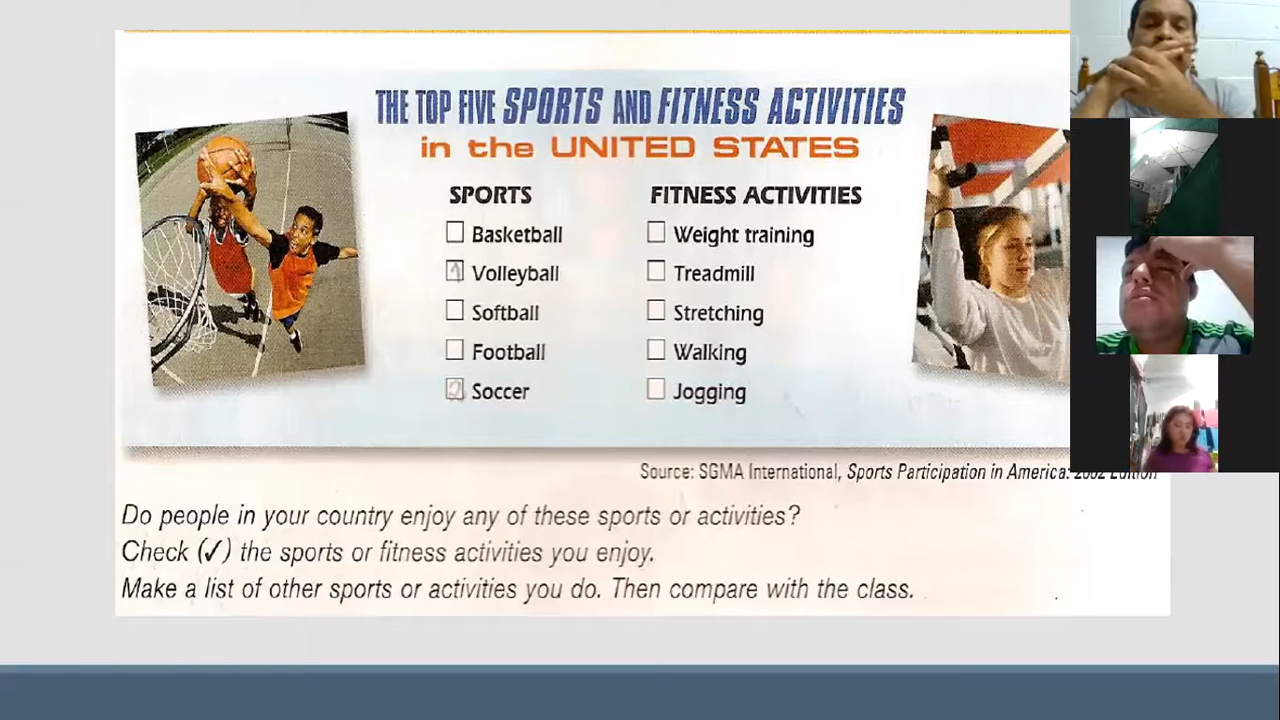 THE TOP FIVE SPORTS AND FITNESS ACTIVITIES
in the UNITED STATES
SPORTS
Basketball
Volleyball
Softball
Football
Soccer
FITNESS ACTIVITIES
Weight training
Treadmill
Stretching
Walking
Jogging
Source: SGMA International, Sports Participation in America: 2002 Edition
Do people in your country enjoy any of these sports or activities?
Check (✓) the sports or fitness activities you enjoy.
Make a list of other sports or activities you do. Then compare with the class.